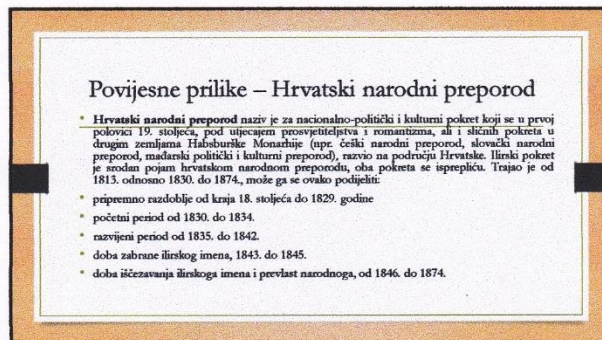 Povijesne prilike – Hrvatski narodni preporod
• Hrvatski narodni preporod naziv je za nacionalno-politički i kulturni pokret koji se u prvoj
polovici 19. stoljeća, pod utjecajem prosvjetiteljstva i romantizma, ali i sličnih pokreta u
drugim zemljama Habsburške Monarhije (npr. češki narodni preporod, slovački narodni
preporod, mađarski politički i kulturni preporod), razvio na području Hrvatske. Ilirski pokret
je srodan pojam hrvatskom narodnom preporodu, oba pokreta se isprepliću. Trajao je od
1813. odnosno 1830. do 1874., može ga se ovako podijeliti:
• pripremno razdoblje od kraja 18. stoljeća do 1829. godine
• početni period od 1830. do 1834.
• razvijeni period od 1835. do 1842.
• doba zabrane ilirskog imena, 1843. do 1845.
• doba iščezavanja ilirskoga imena i prevlast narodnoga, od 1846. do 1874.